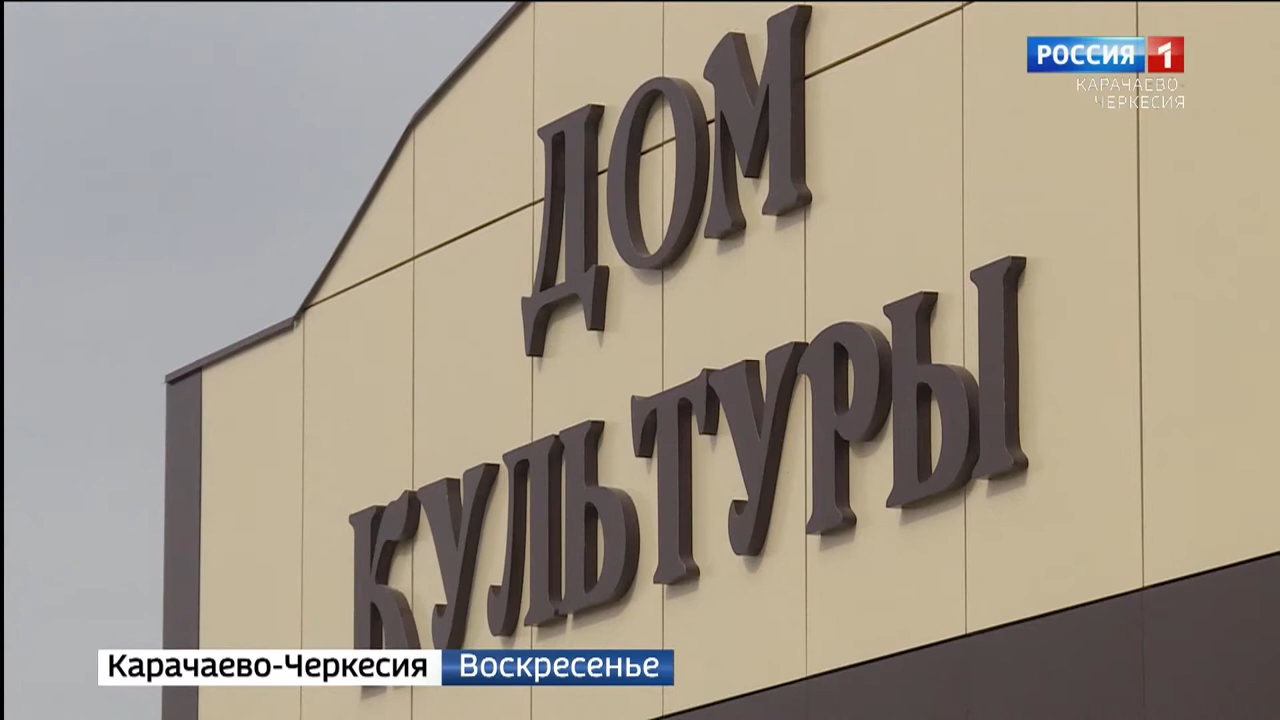 РОССИЯ 1
КАРАЧАЕВО-
ЧЕРКЕСИЯ
ДОМ
КУЛЬТУРЫ
Карачаево-Черкесия Воскресенье